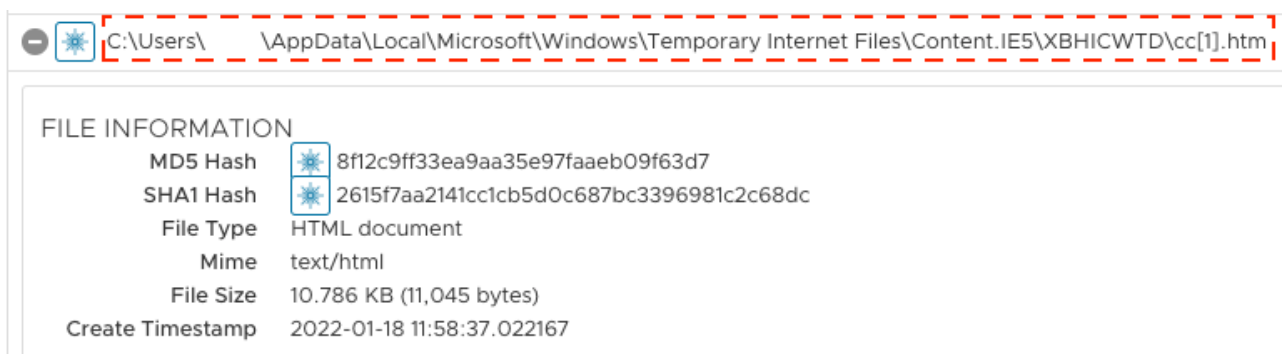 C:\Users\ \AppData\Local\Microsoft\Windows\Temporary Internet Files\Content.IE5\XBHICWTD\cc[1].htm
FILE INFORMATION
MD5 Hash 8f12c9ff33ea9aa35e97faaeb09f63d7
SHA1 Hash 2615f7aa2141cc1cb5d0c687bc3396981c2c68dc
File Type HTML document
Mime text/html
File Size 10.786 KB (11,045 bytes)
Create Timestamp 2022-01-18 11:58:37.022167